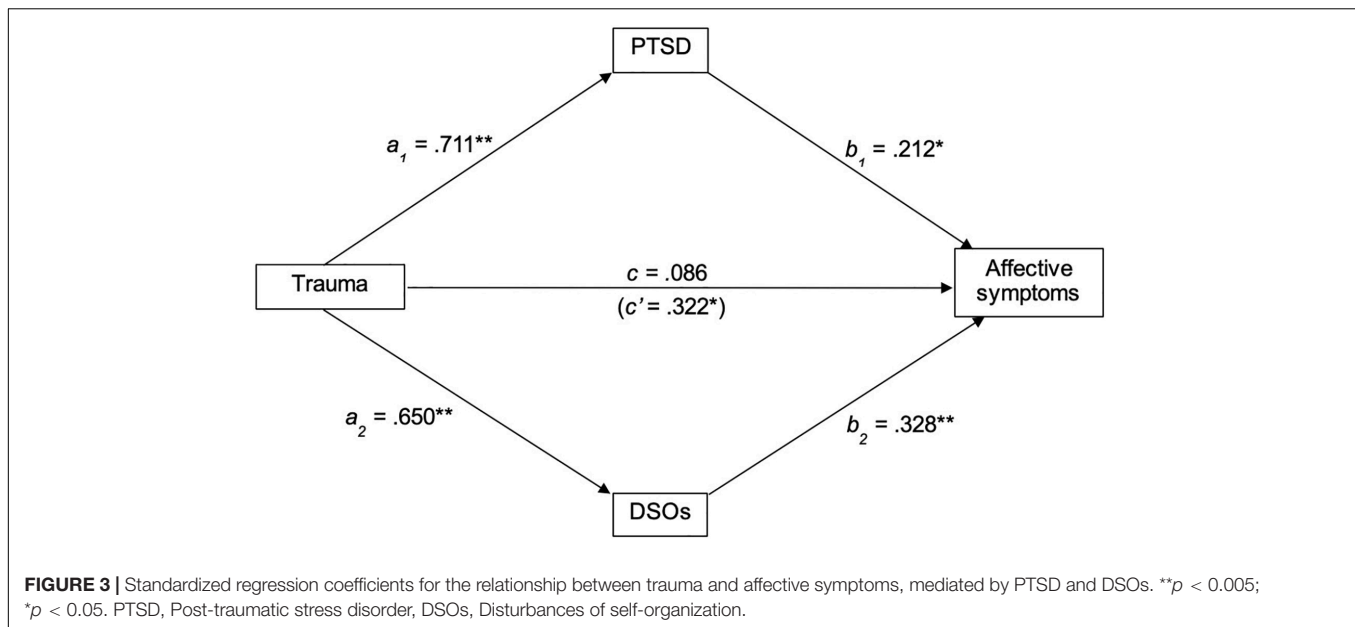 PTSD
a₁ = .711**
b₁ = .212*
Trauma
c = .086
(c’ = .322*)
Affective
symptoms
a₂ = .650**
b₂ = .328**
DSOs
FIGURE 3 | Standardized regression coefficients for the relationship between trauma and affective symptoms, mediated by PTSD and DSOs. **p < 0.005;
*p < 0.05. PTSD, Post-traumatic stress disorder, DSOs, Disturbances of self-organization.